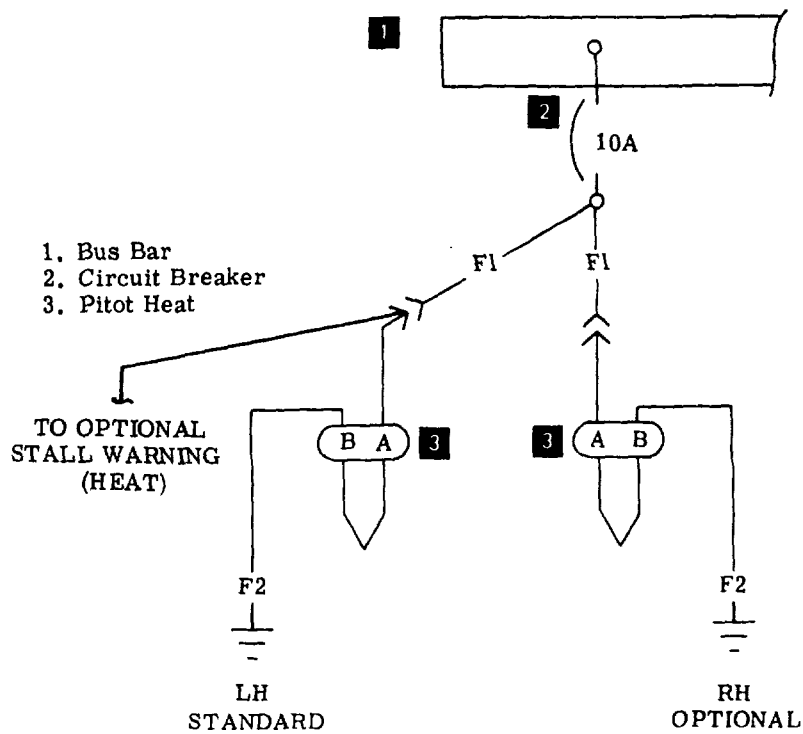 1
2
10A
1. Bus Bar
2. Circuit Breaker
3. Pitot Heat
F1
F1
TO OPTIONAL
STALL WARNING
(HEAT)
B A
3
3
A B
F2
F2
LH
STANDARD
RH
OPTIONAL